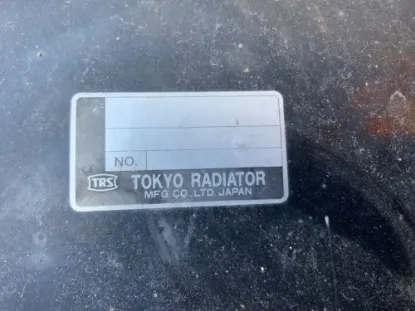 NO.
TRS TOKYO RADIATOR
MFG CO.,LTD. JAPAN